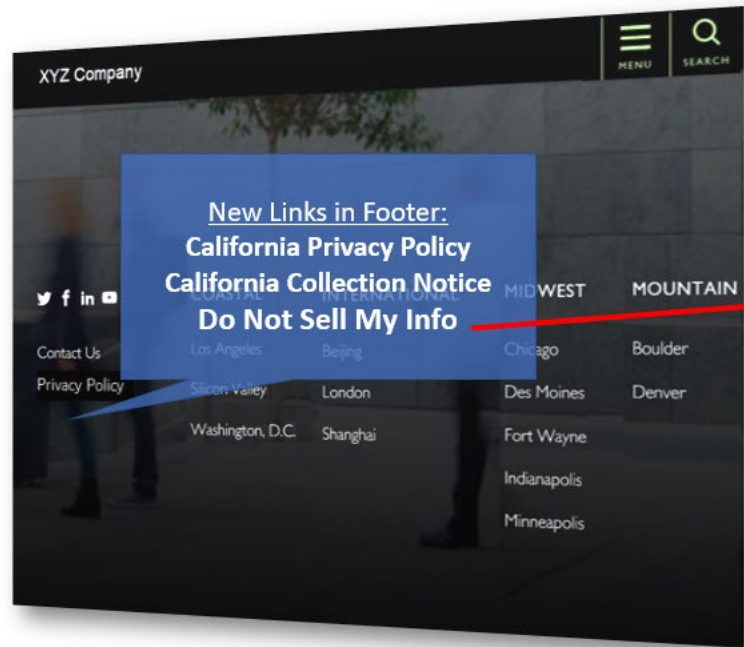 XYZ Company
MENU
SEARCH
New Links in Footer:
California Privacy Policy
California Collection Notice
Do Not Sell My Info
COASTAL
INTERNATIONAL
MIDWEST
MOUNTAIN
Contact Us
Los Angeles
Beijing
Chicago
Boulder
Privacy Policy
Silicon Valley
London
Des Moines
Denver
Washington, D.C.
Shanghai
Fort Wayne
Indianapolis
Minneapolis